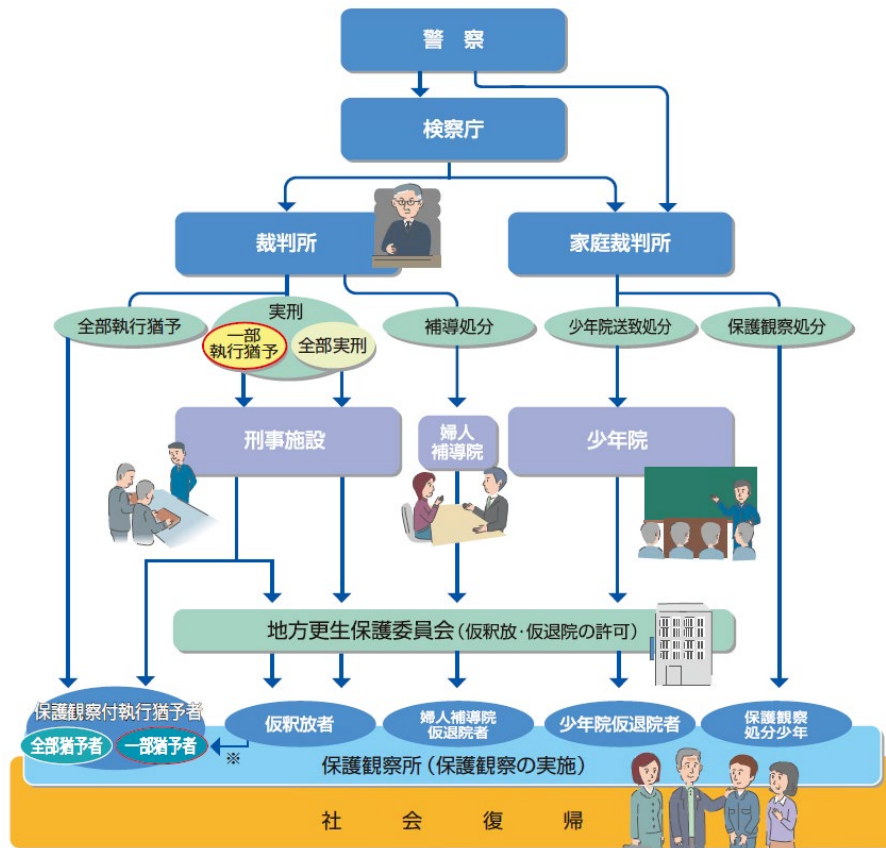 警察
検察庁
裁判所
家庭裁判所
全部執行猶予
実刑
一部
執行猶予
全部実刑
補導処分
少年院送致処分
保護観察処分
刑事施設
婦人
補導院
少年院
地方更生保護委員会(仮釈放・仮退院の許可)
保護観察付執行猶予者
全部猶予者
一部猶予者
※
仮釈放者
婦人補導院
仮退院者
少年院仮退院者
保護観察
処分少年
保護観察所(保護観察の実施)
社会復帰